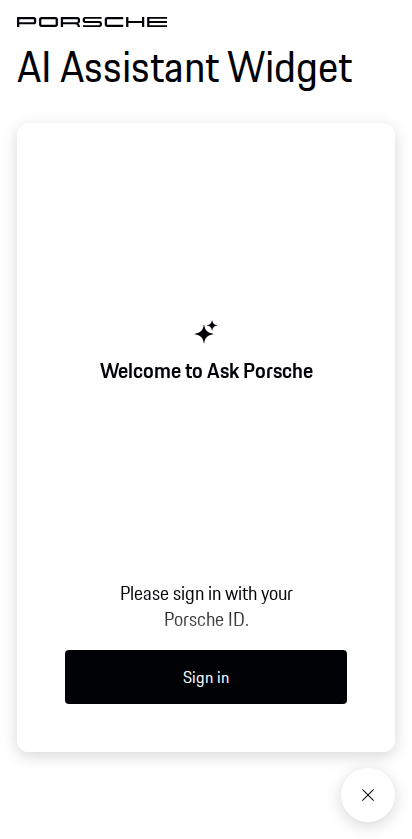 PORSCHE
AI Assistant Widget
Welcome to Ask Porsche
Please sign in with your
Porsche ID.
Sign in